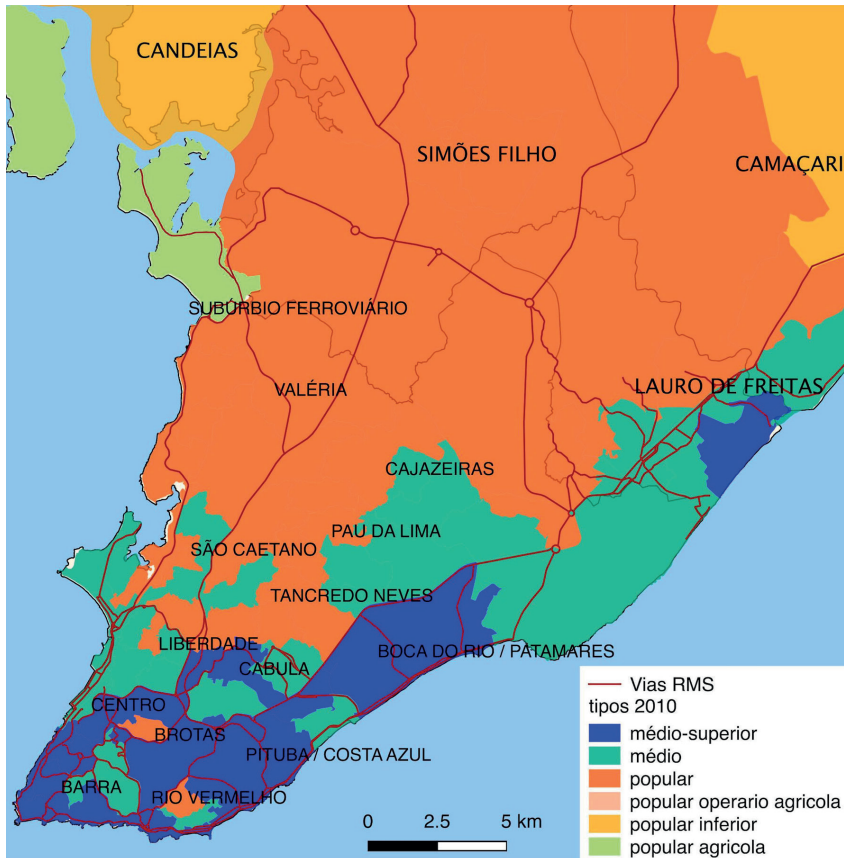 CANDEIAS
SIMÕES FILHO
CAMAÇARI
SUBÚRBIO FERROVIÁRIO
VALÉRIA
LAURO DE FREITAS
CAJAZEIRAS
PAU DA LIMA
SÃO CAETANO
TANCREDO NEVES
LIBERDADE
BOCA DO RIO / PATAMARES
CABULA
CENTRO
BROTAS
PITUBA / COSTA AZUL
BARRA
RIO VERMELHO
0 2.5 5 km
Vias RMS
tipos 2010
médio-superior
médio
popular
popular operario agricola
popular inferior
popular agricola